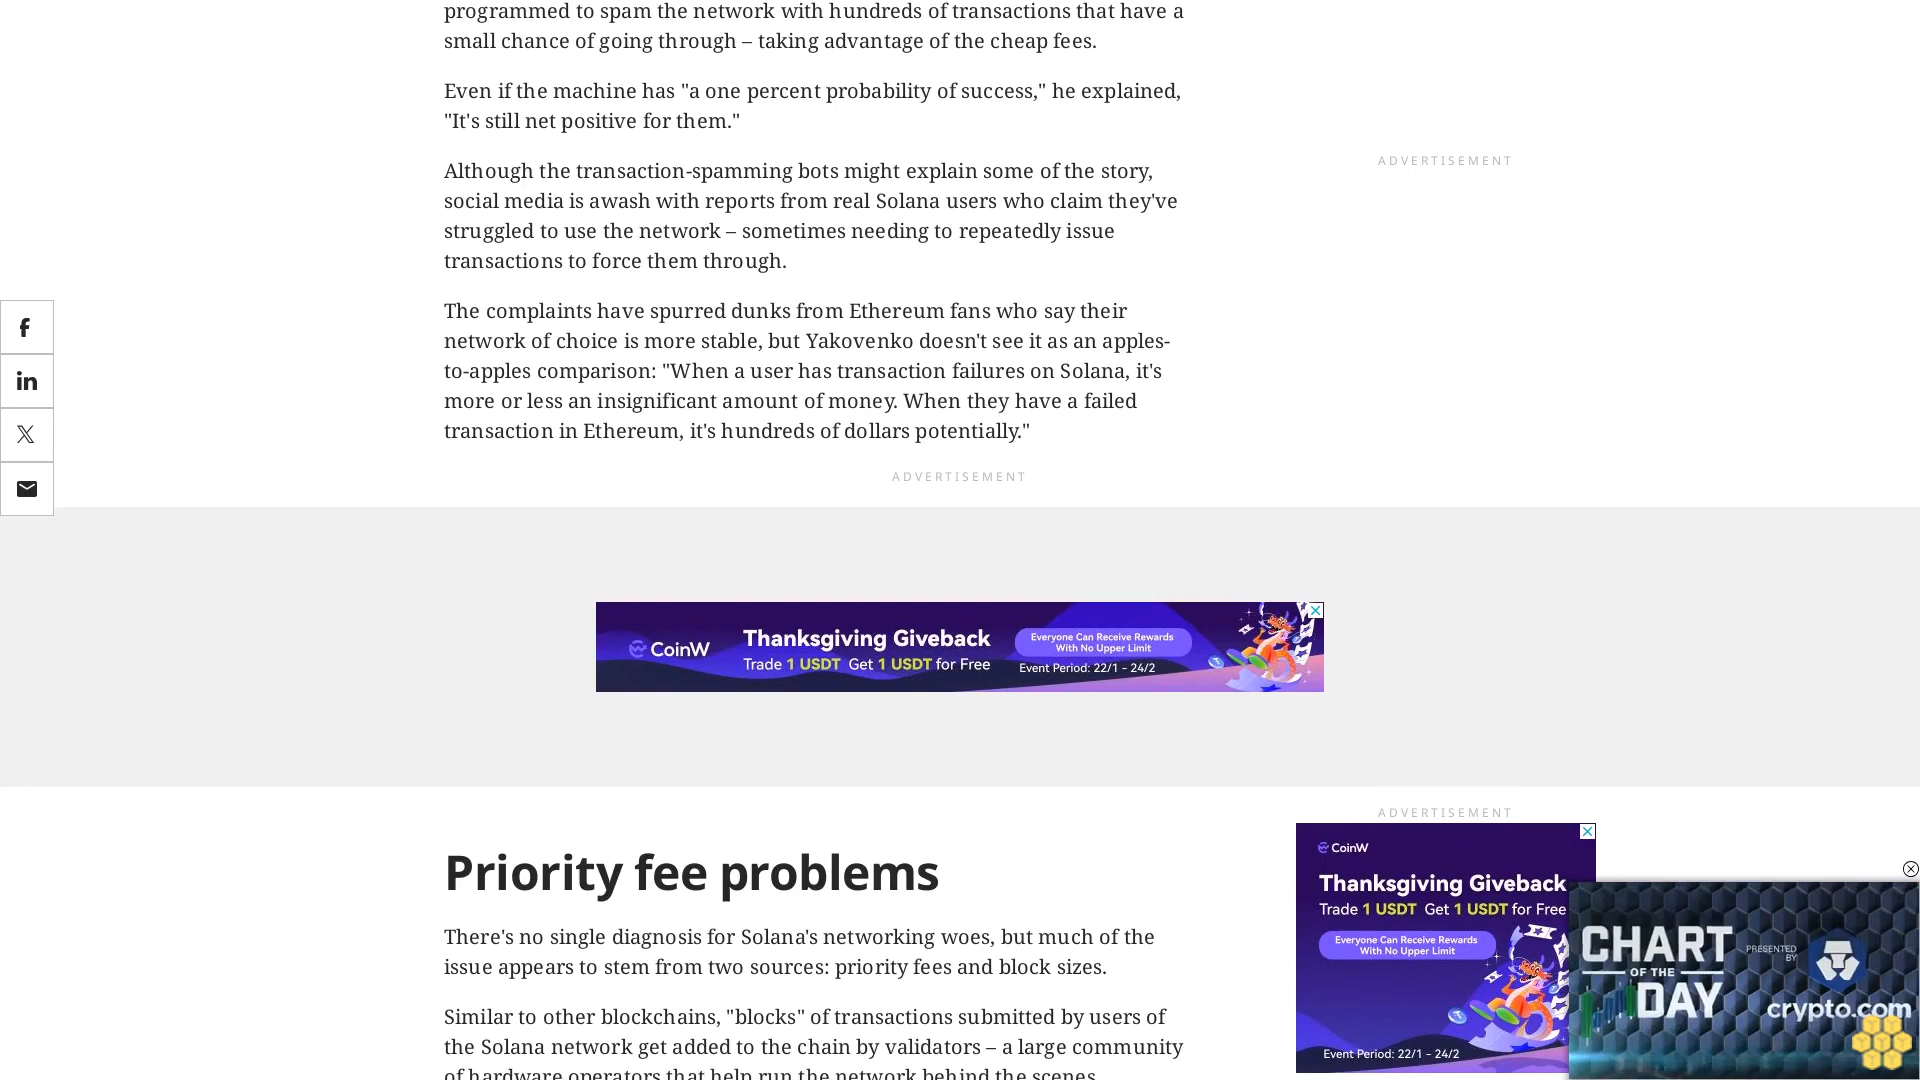 programmed to spam the network with hundreds of transactions that have a
small chance of going through – taking advantage of the cheap fees.
Even if the machine has "a one percent probability of success," he explained,
"It's still net positive for them."
Although the transaction-spamming bots might explain some of the story,
social media is awash with reports from real Solana users who claim they've
struggled to use the network – sometimes needing to repeatedly issue
transactions to force them through.
The complaints have spurred dunks from Ethereum fans who say their
network of choice is more stable, but Yakovenko doesn't see it as an apples-
to-apples comparison: "When a user has transaction failures on Solana, it's
more or less an insignificant amount of money. When they have a failed
transaction in Ethereum, it's hundreds of dollars potentially."
ADVERTISEMENT
ADVERTISEMENT
CoinW
Thanksgiving Giveback
Trade 1 USDT Get 1 USDT for Free
Everyone Can Receive Rewards
With No Upper Limit
Event Period: 22/1 - 24/2
Priority fee problems
There's no single diagnosis for Solana's networking woes, but much of the
issue appears to stem from two sources: priority fees and block sizes.
Similar to other blockchains, "blocks" of transactions submitted by users of
the Solana network get added to the chain by validators – a large community
of hardware operators that help run the network behind the scenes.
ADVERTISEMENT
CoinW
Thanksgiving Giveback
Trade 1 USDT Get 1 USDT for Free
Everyone Can Receive Rewards
With No Upper Limit
Event Period: 22/1 - 24/2
CHART
OF THE
DAY
PRESENTED
BY
crypto.com